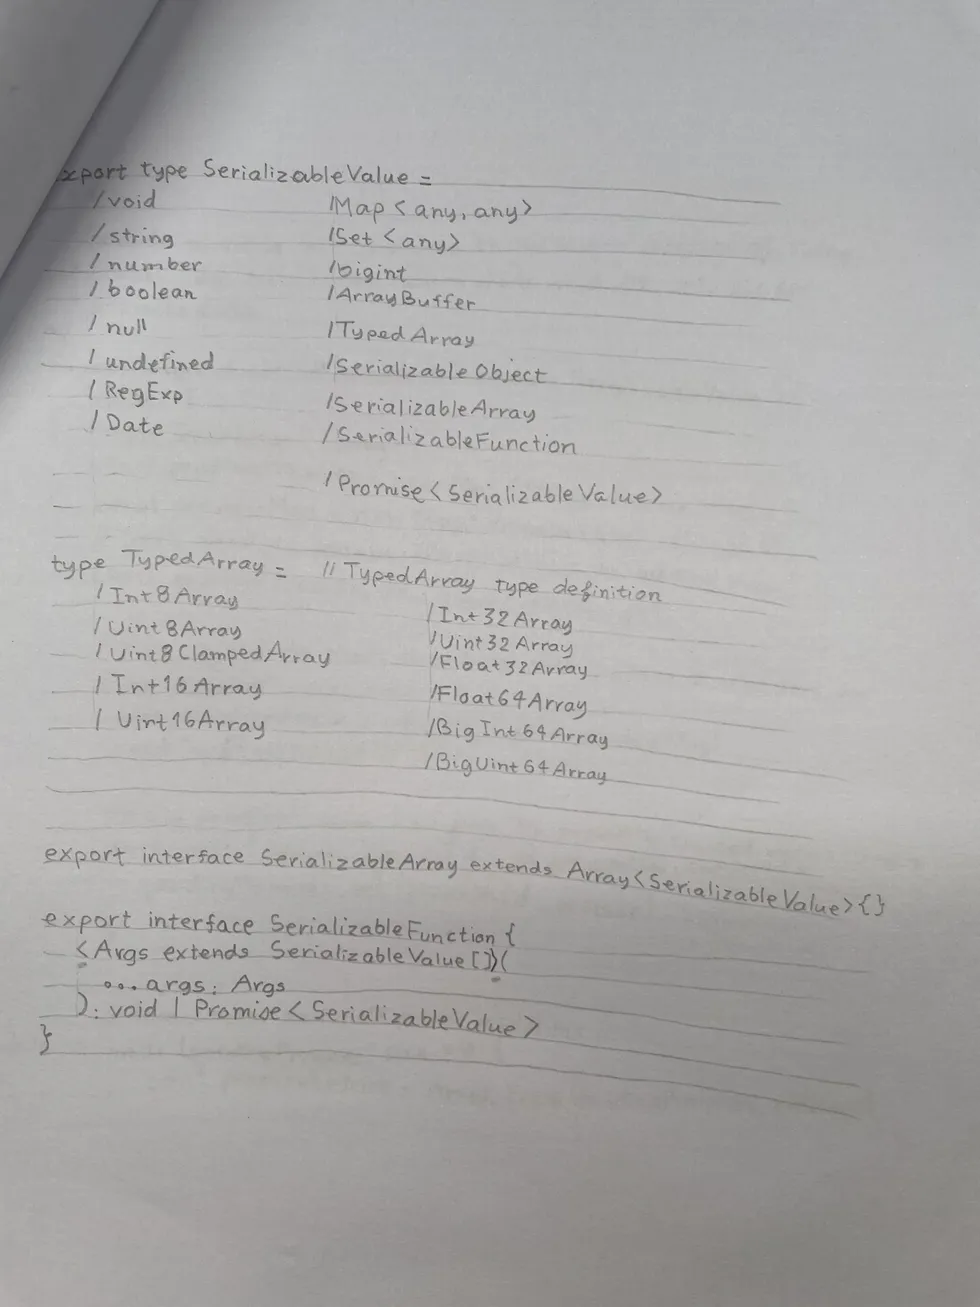 xport type SerializableValue =
/ void
/ string
/ number
/ boolean
/ null
/ undefined
/ RegExp
/ Date
/ Map < any, any >
/ Set < any >
/ bigint
/ ArrayBuffer
/ TypedArray
/ SerializableObject
/ SerializableArray
/ SerializableFunction
/ Promise < SerializableValue >
type TypedArray = // TypedArray type definition
/ Int8Array
/ Uint8Array
/ Uint8ClampedArray
/ Int16Array
/ Uint16Array
/ Int32Array
/ Uint32Array
/ Float32Array
/ Float64Array
/ BigInt64Array
/ BigUint64Array
export interface SerializableArray extends Array<SerializableValue>{}
export interface SerializableFunction {
<Args extends SerializableValue[]>(
...args: Args
): void | Promise < SerializableValue >
}